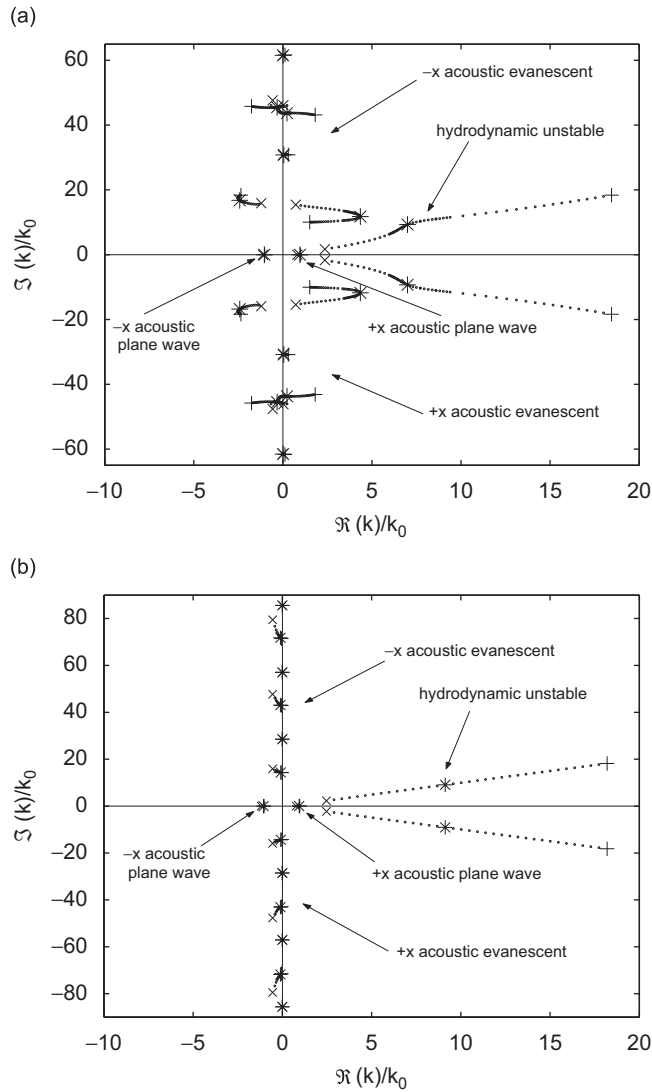 (a)
60
40
20
0
−20
−40
−60
ℑ (k)/k0
−x acoustic evanescent
hydrodynamic unstable
−x acoustic
plane wave
+x acoustic plane wave
+x acoustic evanescent
−10
−5
0
5
10
15
20
ℜ (k)/k0
(b)
80
60
40
20
0
−20
−40
−60
−80
ℑ (k)/k0
−x acoustic evanescent
hydrodynamic unstable
−x acoustic
plane wave
+x acoustic plane wave
+x acoustic evanescent
−10
−5
0
5
10
15
20
ℜ (k)/k0